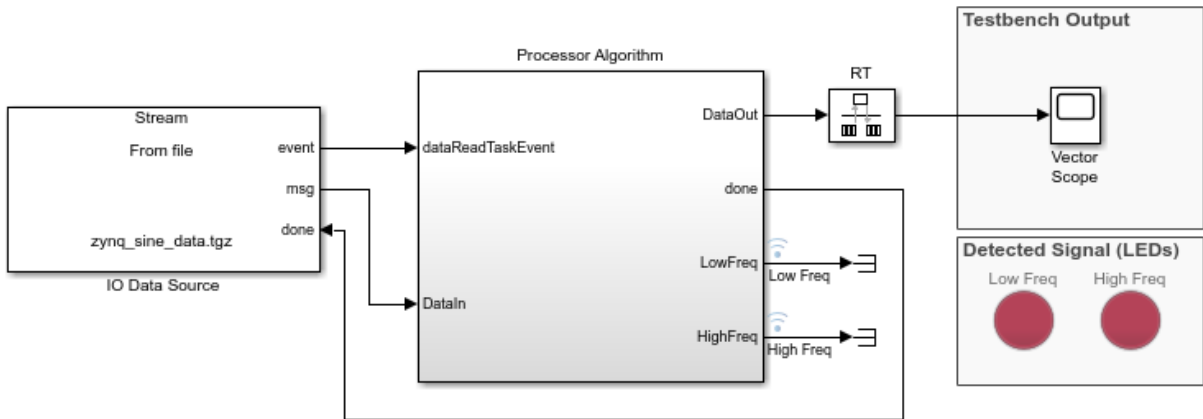 Stream
From file
event
msg
done
zynq_sine_data.tgz
IO Data Source
Processor Algorithm
dataReadTaskEvent
DataIn
DataOut
done
LowFreq
HighFreq
Low Freq
High Freq
RT
Testbench Output
Vector
Scope
Detected Signal (LEDs)
Low Freq
High Freq